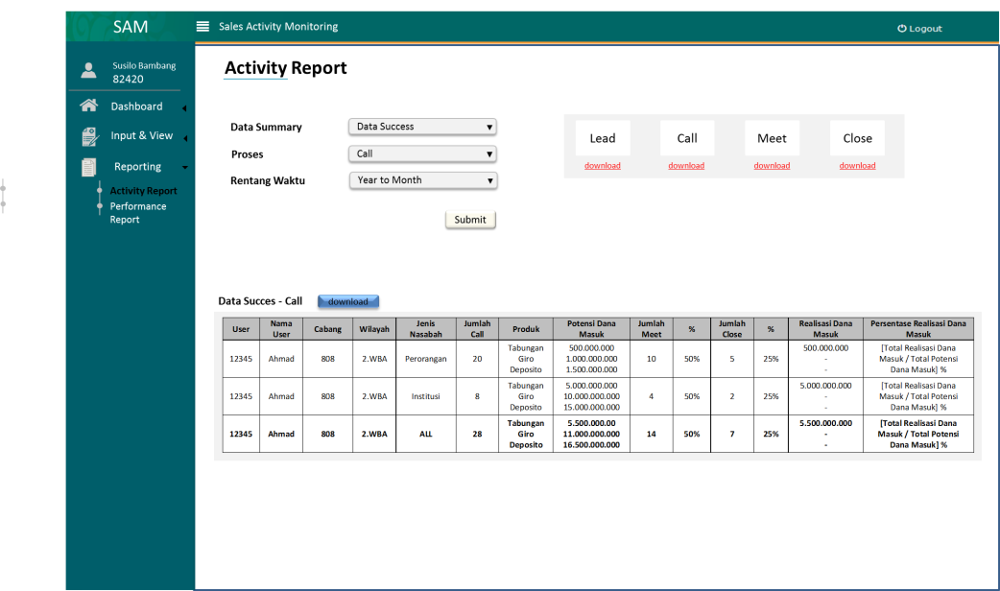 SAM
Sales Activity Monitoring
Logout
Susilo Bambang
82420
Dashboard
Input & View
Reporting
Activity Report
Performance
Report
Activity Report
Data Summary
Data Success
Proses
Call
Rentang Waktu
Year to Month
Submit
Lead Call Meet Close
download download download download
Data Succes - Call
download
User Nama User Cabang Wilayah Jenis Nasabah Jumlah Call Produk Potensi Dana Masuk Jumlah Meet % Jumlah Close % Realisasi Dana Masuk Persentase Realisasi Dana Masuk
Tabungan 500.000.000 500.000.000 [Total Realisasi Dana
12345 Ahmad 808 2.WBA Perorangan 20 Giro 1.000.000.000 10 50% 5 25% - Masuk / Total Potensi
Deposito 1.500.000.000 - Dana Masuk] %
Tabungan 5.000.000.000 5.000.000.000 [Total Realisasi Dana
12345 Ahmad 808 2.WBA Institusi 8 Giro 10.000.000.000 4 50% 2 25% - Masuk / Total Potensi
Deposito 15.000.000.000 - Dana Masuk] %
Tabungan 5.500.000.00 5.500.000.000 [Total Realisasi Dana
12345 Ahmad 808 2.WBA ALL 28 Giro 11.000.000.000 14 50% 7 25% - Masuk / Total Potensi
Deposito 16.500.000.000 - Dana Masuk] %